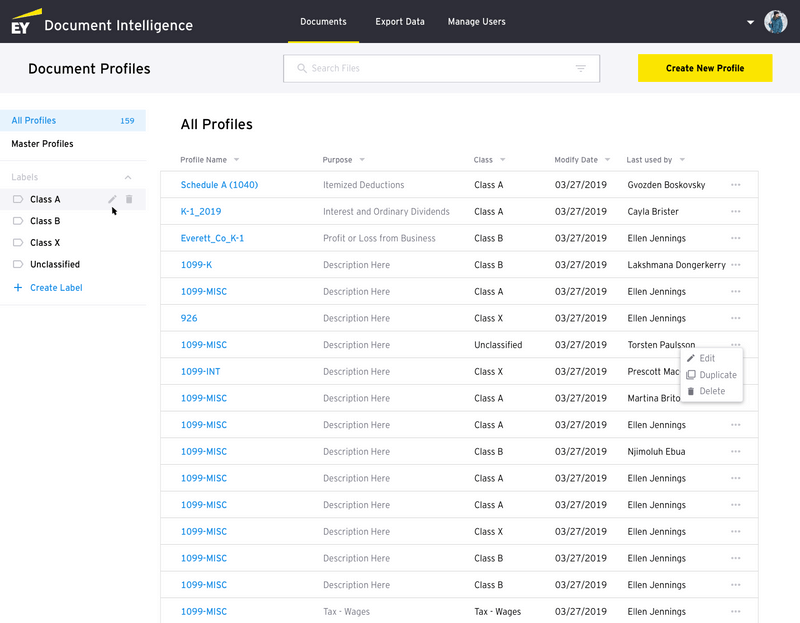 EY Document Intelligence Documents Export Data Manage Users
Document Profiles Search Files Create New Profile
All Profiles 159
Master Profiles
Labels
Class A
Class B
Class X
Unclassified
+ Create Label
All Profiles
Profile Name Purpose Class Modify Date Last used by
Schedule A (1040) Itemized Deductions Class A 03/27/2019 Gvozden Boskovsky
K-1_2019 Interest and Ordinary Dividends Class A 03/27/2019 Cayla Brister
Everett_Co_K-1 Profit or Loss from Business Class B 03/27/2019 Ellen Jennings
1099-K Description Here Class B 03/27/2019 Lakshmana Dongerkerry
1099-MISC Description Here Class A 03/27/2019 Ellen Jennings
926 Description Here Class X 03/27/2019 Ellen Jennings
1099-MISC Description Here Unclassified 03/27/2019 Torsten Paulsson
1099-INT Description Here Class X 03/27/2019 Prescott Mac
1099-MISC Description Here Class A 03/27/2019 Martina Brito
Edit
Duplicate
Delete
1099-MISC Description Here Class A 03/27/2019 Ellen Jennings
1099-MISC Description Here Class B 03/27/2019 Njimoluh Ebua
1099-MISC Description Here Class A 03/27/2019 Ellen Jennings
1099-MISC Description Here Class A 03/27/2019 Ellen Jennings
1099-MISC Description Here Class X 03/27/2019 Ellen Jennings
1099-MISC Description Here Class B 03/27/2019 Ellen Jennings
1099-MISC Description Here Class B 03/27/2019 Ellen Jennings
1099-MISC Tax - Wages Tax - Wages 03/27/2019 Ellen Jennings